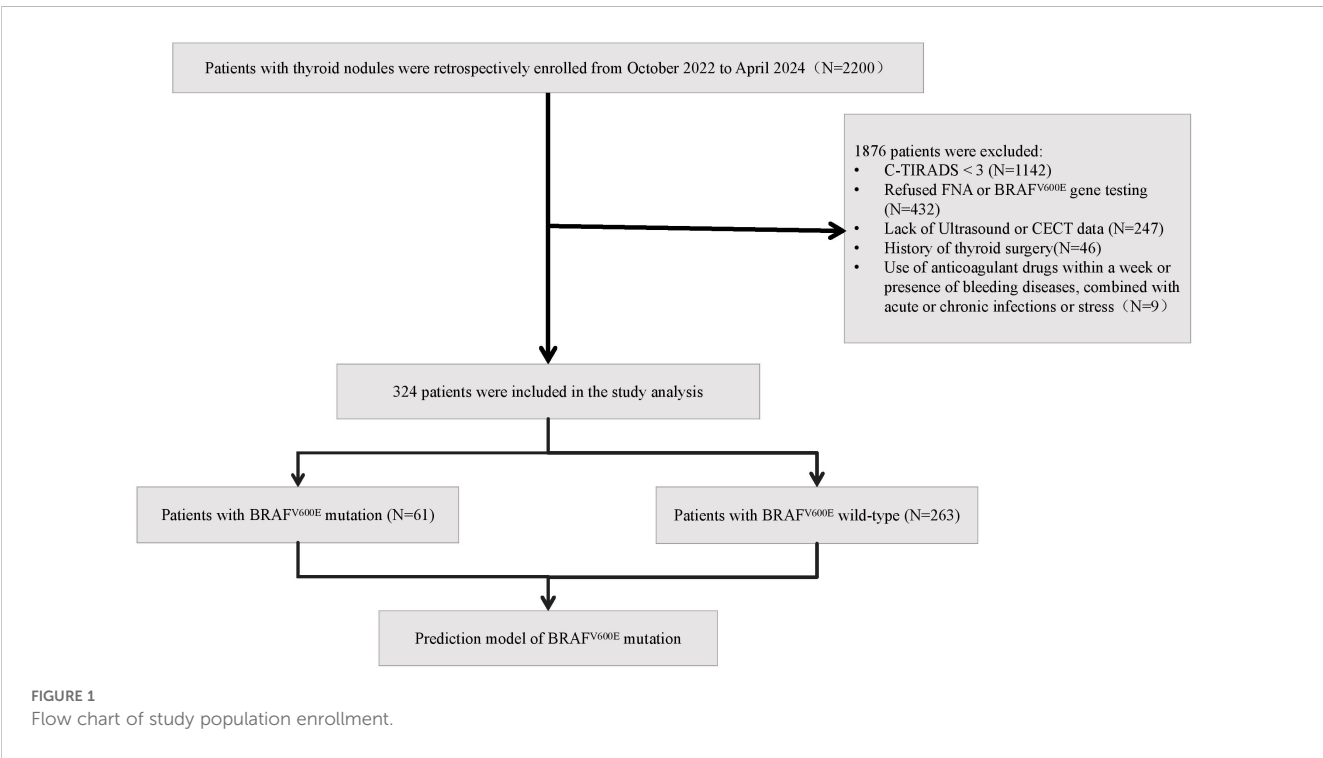 Patients with thyroid nodules were retrospectively enrolled from October 2022 to April 2024（N=2200）
1876 patients were excluded:
• C-TIRADS < 3 (N=1142)
• Refused FNA or BRAFV600E gene testing
(N=432)
• Lack of Ultrasound or CECT data (N=247)
• History of thyroid surgery(N=46)
• Use of anticoagulant drugs within a week or
presence of bleeding diseases, combined with
acute or chronic infections or stress（N=9）
324 patients were included in the study analysis
Patients with BRAFV600E mutation (N=61)
Patients with BRAFV600E wild-type (N=263)
Prediction model of BRAFV600E mutation
FIGURE 1
Flow chart of study population enrollment.